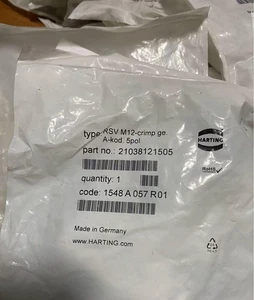 type: RSV M12-crimp ge.
A-kod. 5pol
part no.: 21038121505
HARTING
RoHS
quantity: 1
code: 1548 A 057 R01
Made in Germany
www.HARTING.com